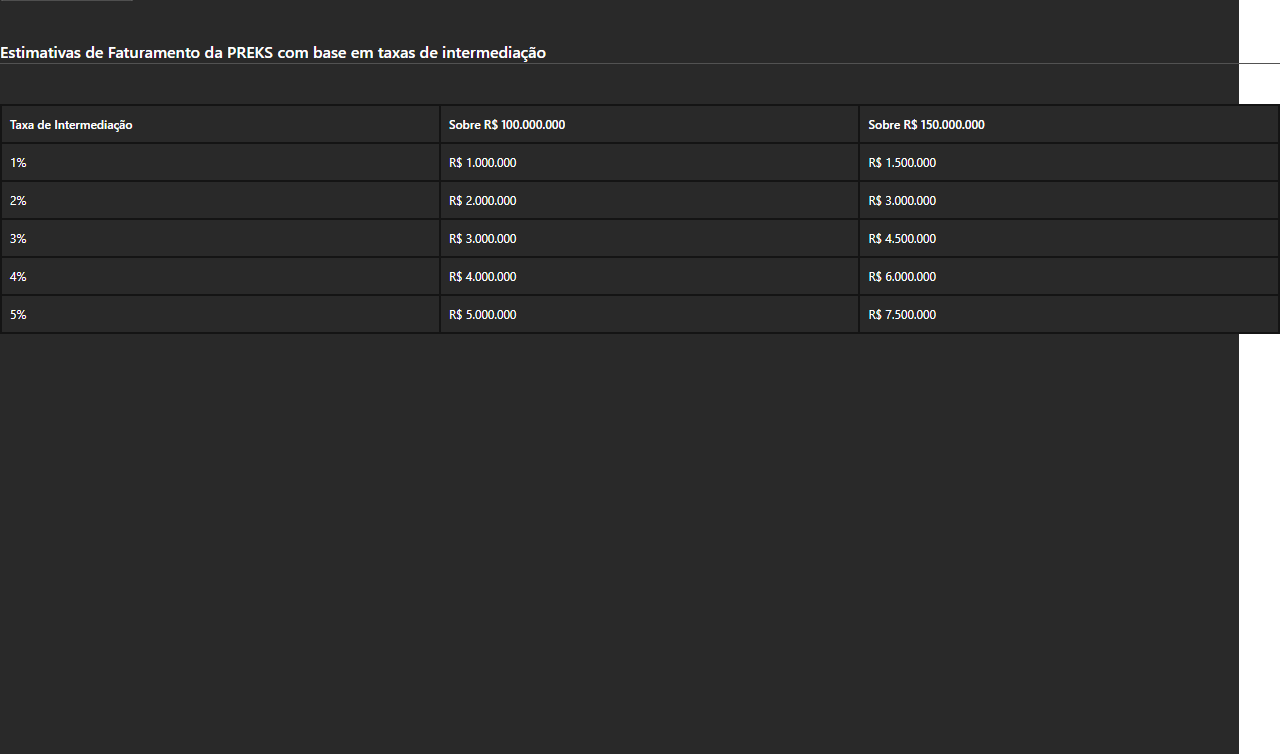 Estimativas de Faturamento da PREKS com base em taxas de intermediação
Taxa de Intermediação Sobre R$ 100.000.000 Sobre R$ 150.000.000
1% R$ 1.000.000 R$ 1.500.000
2% R$ 2.000.000 R$ 3.000.000
3% R$ 3.000.000 R$ 4.500.000
4% R$ 4.000.000 R$ 6.000.000
5% R$ 5.000.000 R$ 7.500.000